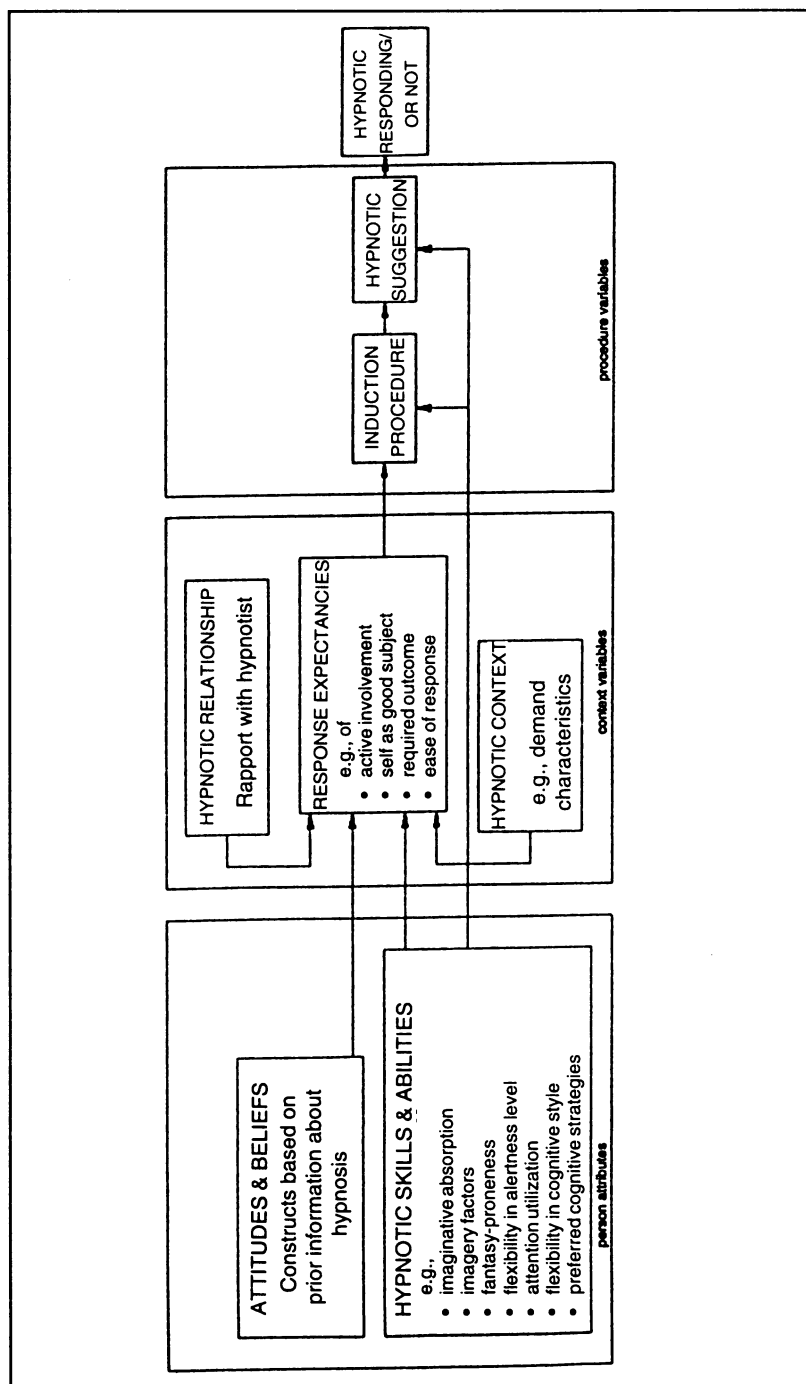 ATTITUDES & BELIEFS
Constructs based on
prior information about
hypnosis
HYPNOTIC SKILLS & ABILITIES
e.g.,
• imaginative absorption
• imagery factors
• fantasy-proneness
• flexibility in alertness level
• attention utilization
• flexibility in cognitive style
• preferred cognitive strategies
person attributes
HYPNOTIC RELATIONSHIP
Rapport with hypnotist
RESPONSE EXPECTANCIES
e.g., of
• active involvement
• self as good subject
• required outcome
• ease of response
HYPNOTIC CONTEXT
e.g., demand
characteristics
context variables
INDUCTION
PROCEDURE
HYPNOTIC
SUGGESTION
procedure variables
HYPNOTIC
RESPONDING/
OR NOT